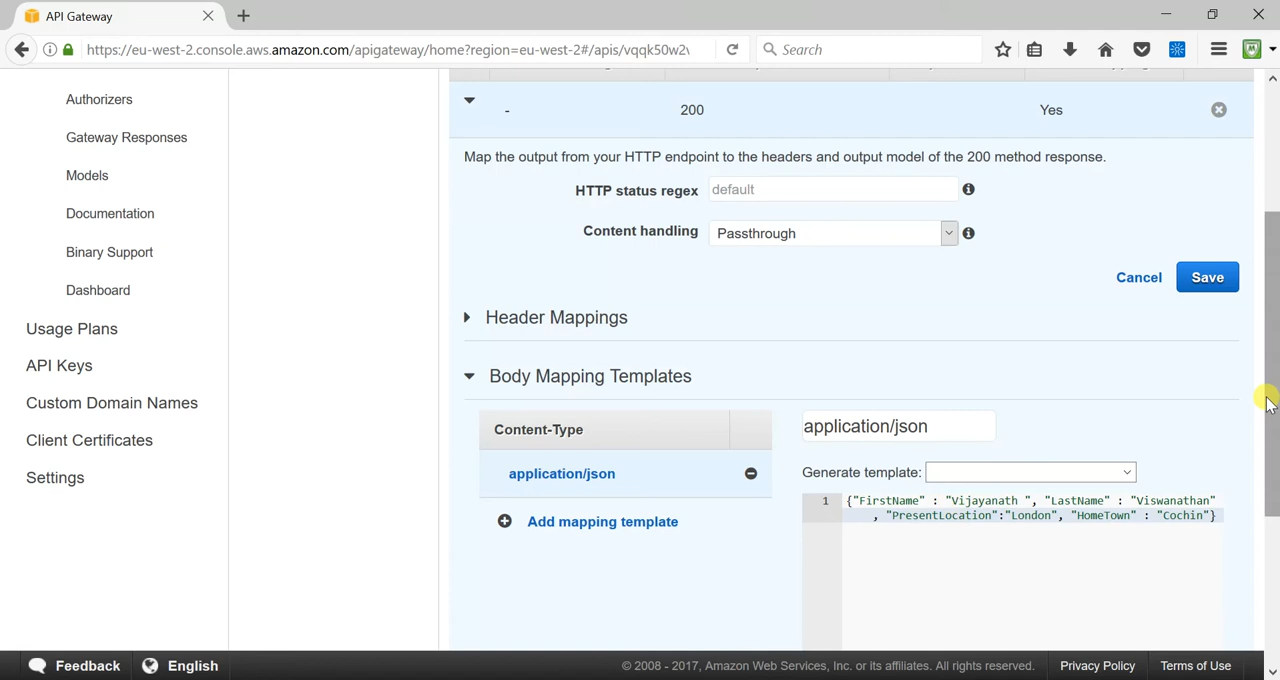 API Gateway
https://eu-west-2.console.aws.amazon.com/apigateway/home?region=eu-west-2#/apis/vqqk50w2v
Search
Authorizers
Gateway Responses
Models
Documentation
Binary Support
Dashboard
Usage Plans
API Keys
Custom Domain Names
Client Certificates
Settings
- 200 Yes
Map the output from your HTTP endpoint to the headers and output model of the 200 method response.
HTTP status regex default
Content handling Passthrough
Cancel Save
Header Mappings
Body Mapping Templates
Content-Type
application/json
Add mapping template
application/json
Generate template:
1 {"FirstName" : "Vijayanath ", "LastName" : "Viswanathan"
, "PresentLocation":"London", "HomeTown" : "Cochin"}
Feedback English © 2008 - 2017, Amazon Web Services, Inc. or its affiliates. All rights reserved. Privacy Policy Terms of Use